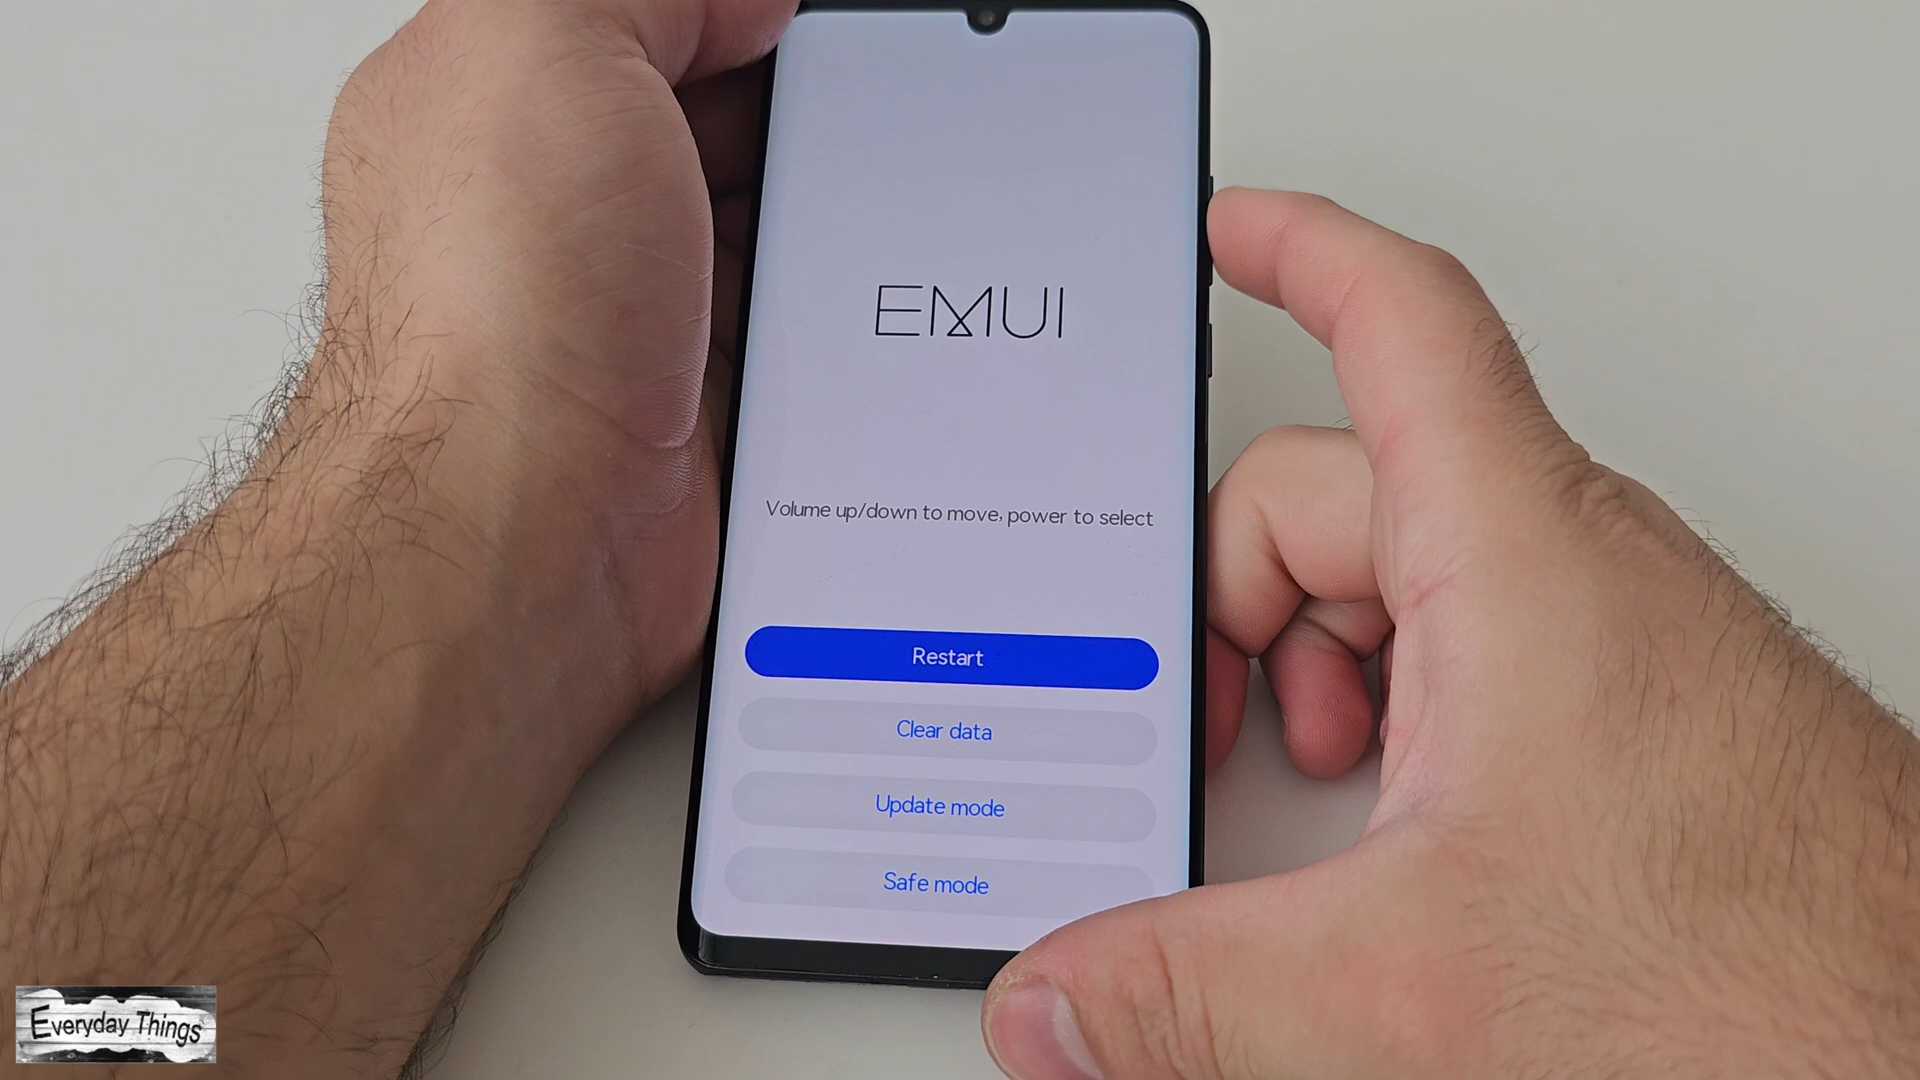 EMUI
Volume up/down to move, power to select
Restart
Clear data
Update mode
Safe mode
Everyday Things